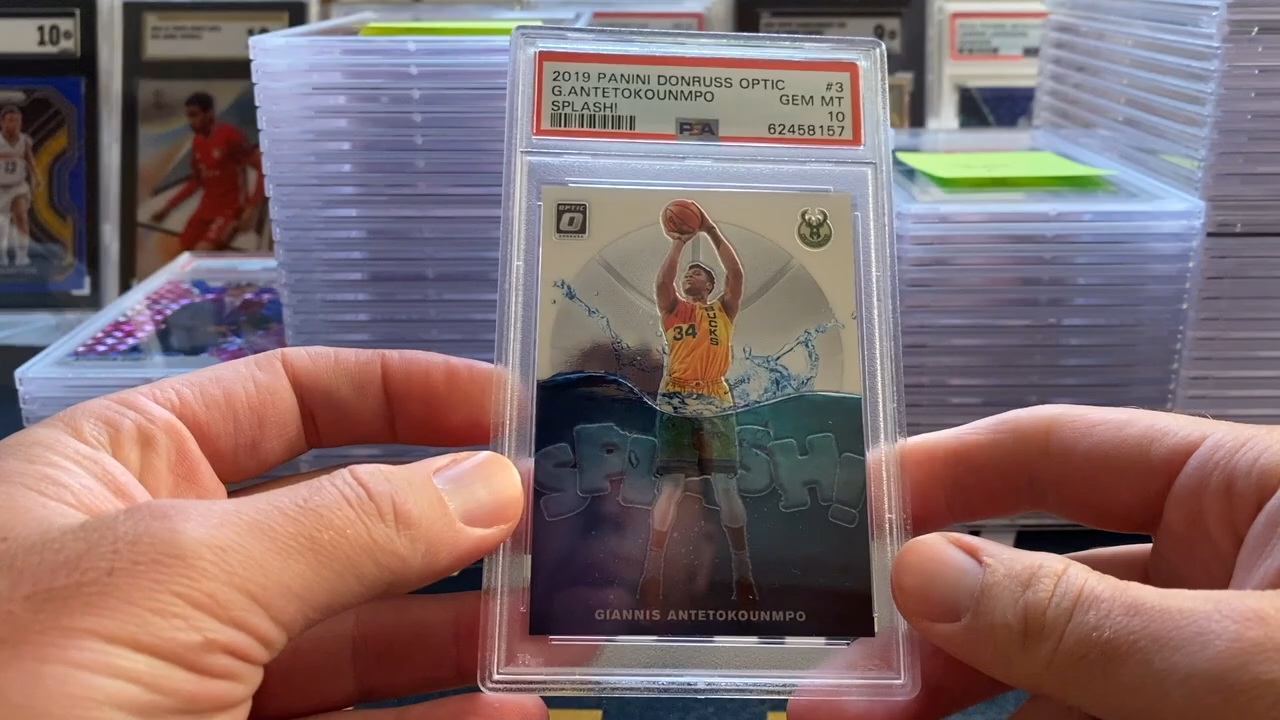 10
2019 PANINI DONRUSS OPTIC #3
G.ANTETOKOUNMPO GEM MT
SPLASH! 10
PSA 62458157
OPTIC
DONRUSS
BUCKS
34
SPLASH!
GIANNIS ANTETOKOUNMPO
13